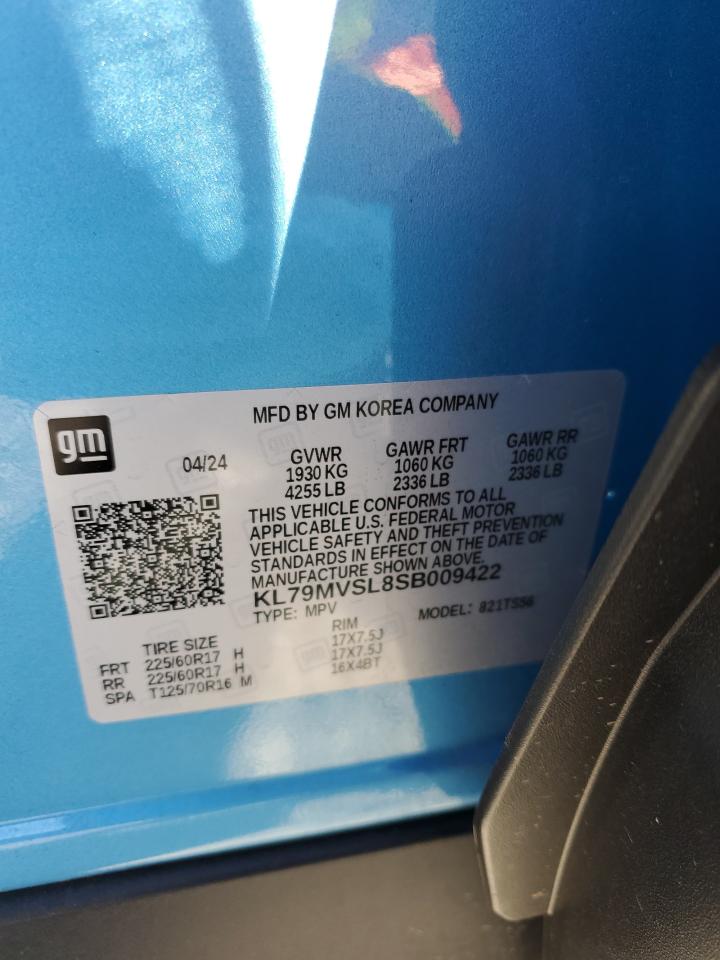 MFD BY GM KOREA COMPANY
gm
04/24
GVWR
1930 KG
4255 LB
GAWR FRT
1060 KG
2336 LB
GAWR RR
1060 KG
2336 LB
THIS VEHICLE CONFORMS TO ALL
APPLICABLE U.S. FEDERAL MOTOR
VEHICLE SAFETY AND THEFT PREVENTION
STANDARDS IN EFFECT ON THE DATE OF
MANUFACTURE SHOWN ABOVE.
KL79MVSL8SB009422
TYPE: MPV MODEL: 821TS56
TIRE SIZE RIM
FRT 225/60R17 H 17X7.5J
RR 225/60R17 H 17X7.5J
SPA T125/70R16 M 16X4BT